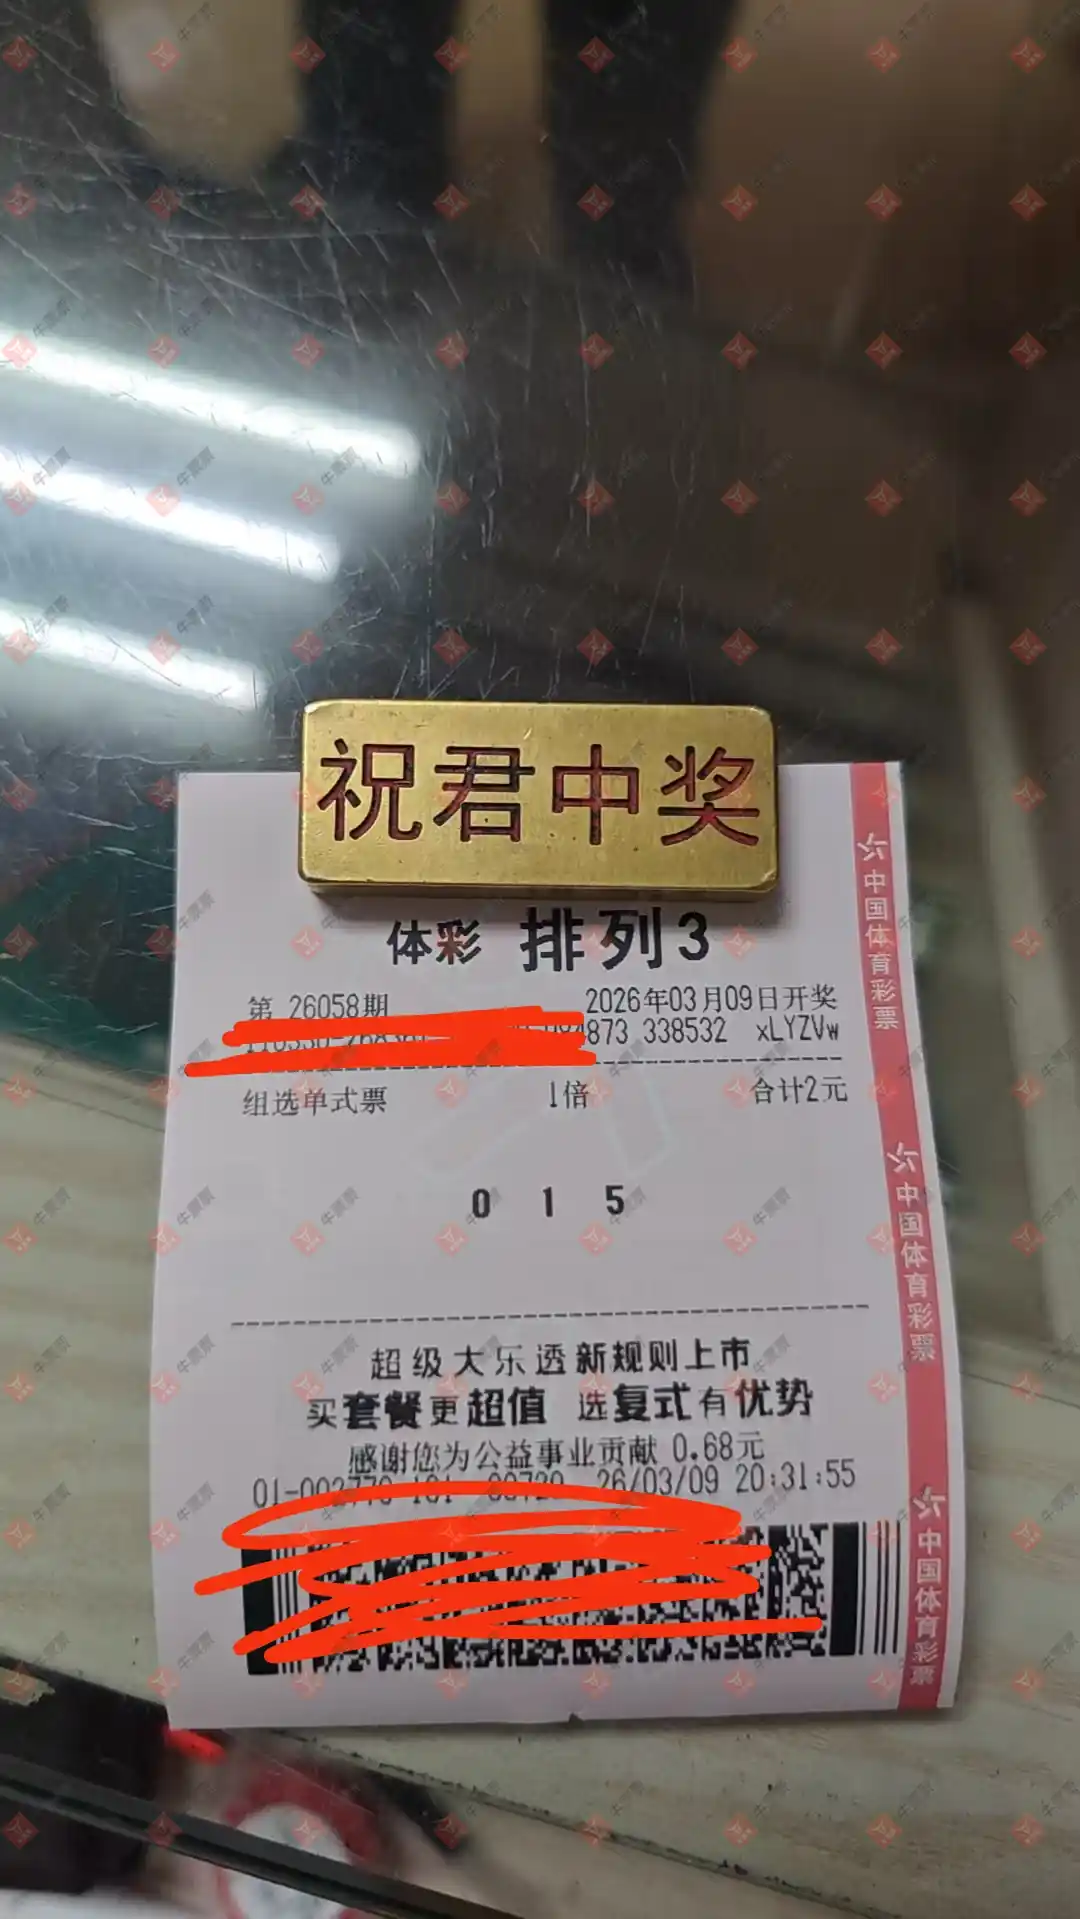 祝君中奖
体彩 排列3
第 26058期 2026年03月09日开奖
4873 338532 xLYZVw
组选单式票 1倍 合计2元
0 1 5
超级大乐透新规则上市
买套餐更超值 选复式有优势
感谢您为公益事业贡献 0.68元
26/03/09 20:31:55
中国体育彩票
中国体育彩票
中国体育彩票
牛票票